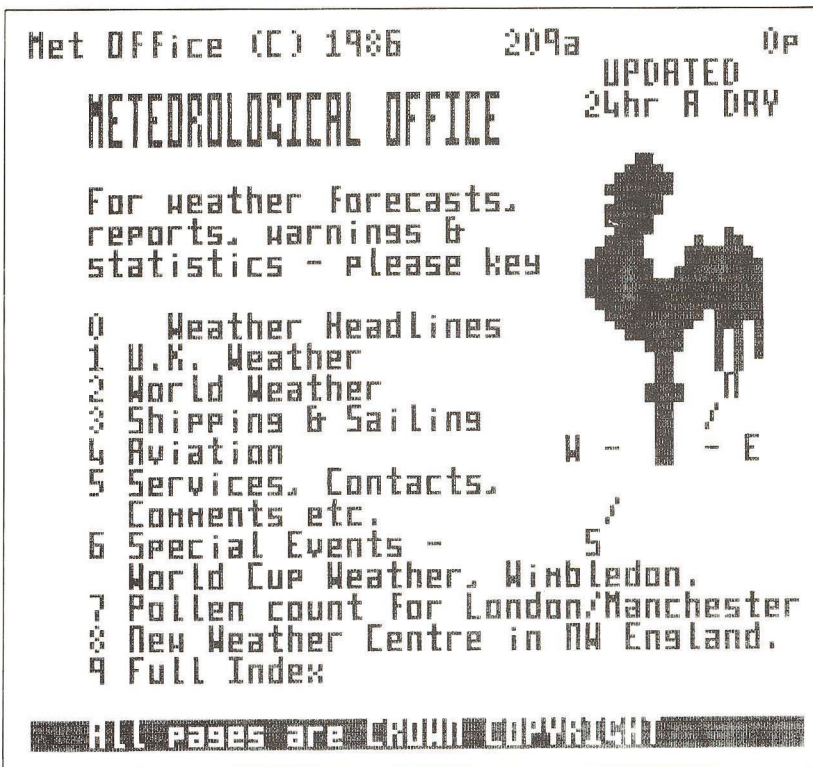 Met Office (C) 1986 209a 0p
UPDATED
24hr A DAY
METEOROLOGICAL OFFICE
For weather forecasts,
reports, warnings &
statistics - please key
0 Weather Headlines
1 U.K. Weather
2 World Weather
3 Shipping & Sailing
4 Aviation
5 Services, Contacts,
Comments etc.
6 Special Events -
World Cup Weather, Wimbledon.
7 Pollen count for London/Manchester
8 New Weather Centre in NW England.
9 Full Index
N
W - - E
S
All pages are CROWN COPYRIGHT